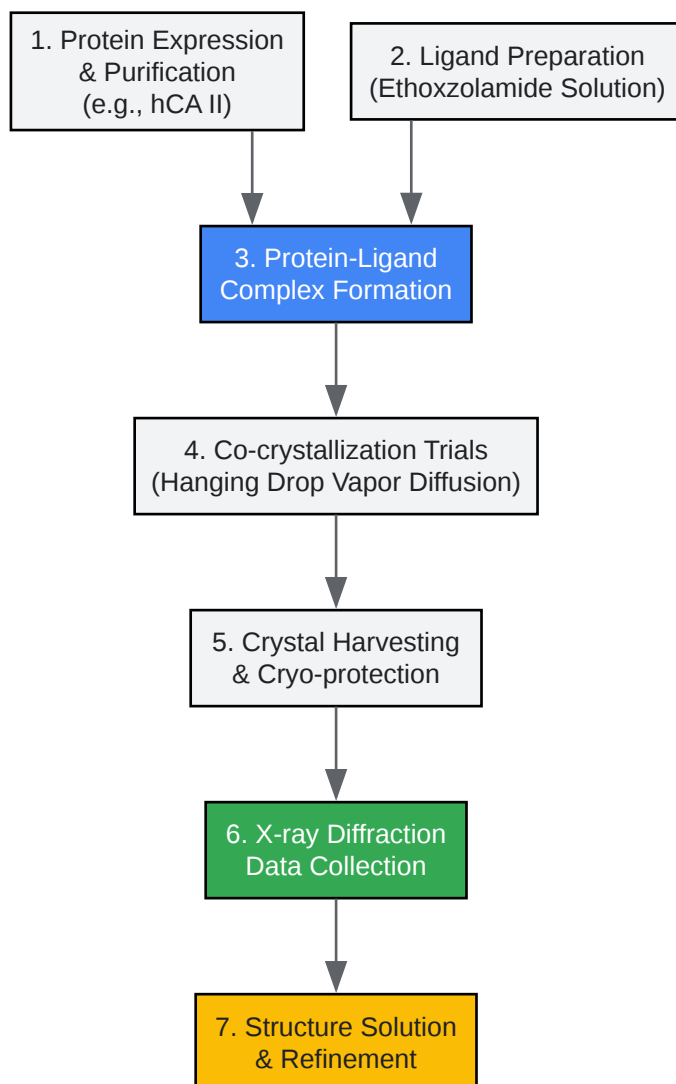 1. Protein Expression
& Purification
(e.g., hCA II)
2. Ligand Preparation
(Ethoxzolamide Solution)
3. Protein-Ligand
Complex Formation
4. Co-crystallization Trials
(Hanging Drop Vapor Diffusion)
5. Crystal Harvesting
& Cryo-protection
6. X-ray Diffraction
Data Collection
7. Structure Solution
& Refinement